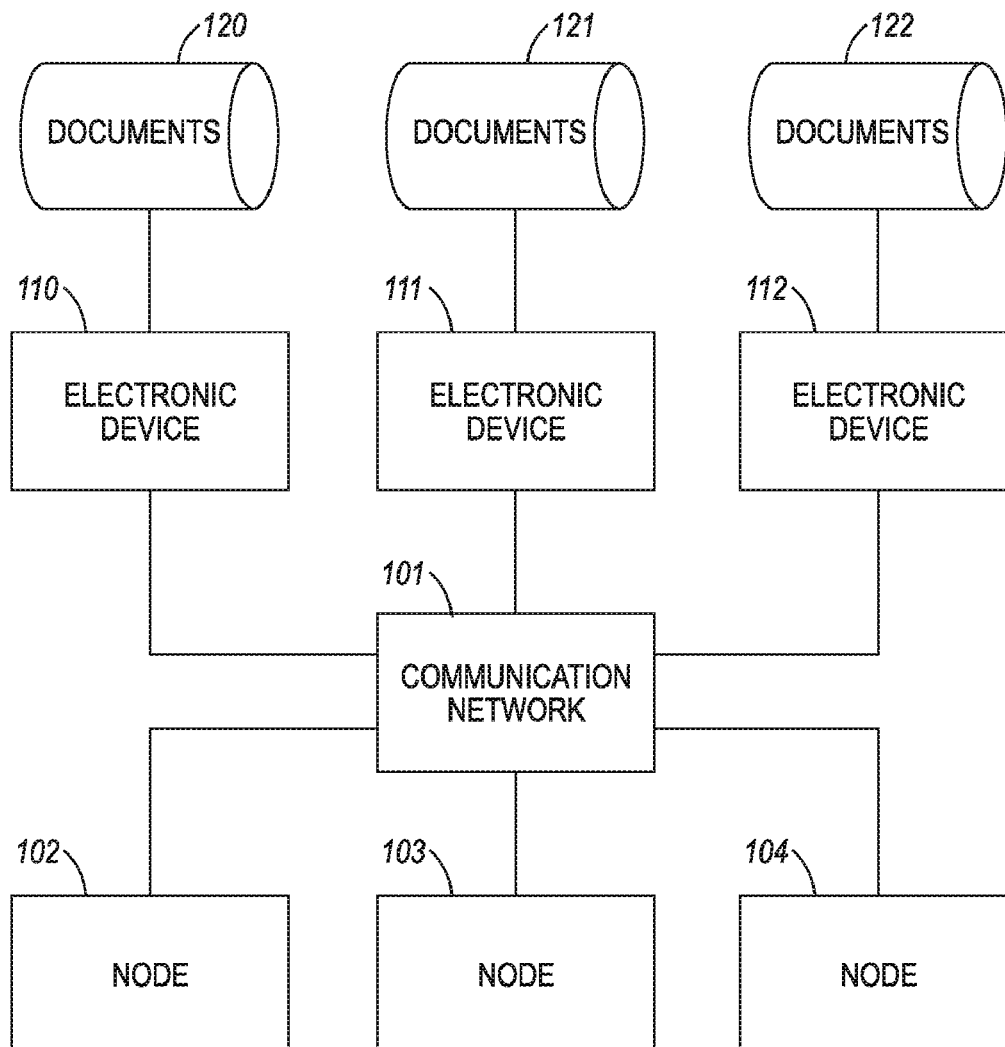 120
121
122
DOCUMENTS
DOCUMENTS
DOCUMENTS
110
111
112
ELECTRONIC
DEVICE
ELECTRONIC
DEVICE
ELECTRONIC
DEVICE
101
COMMUNICATION
NETWORK
102
103
104
NODE
NODE
NODE